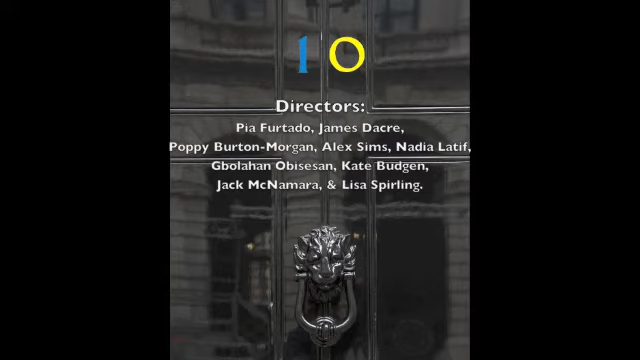 10
Directors:
Pia Furtado, James Dacre,
Poppy Burton-Morgan, Alex Sims, Nadia Latif,
Gbolahan Obisesan, Kate Budgen,
Jack McNamara, & Lisa Spirling.